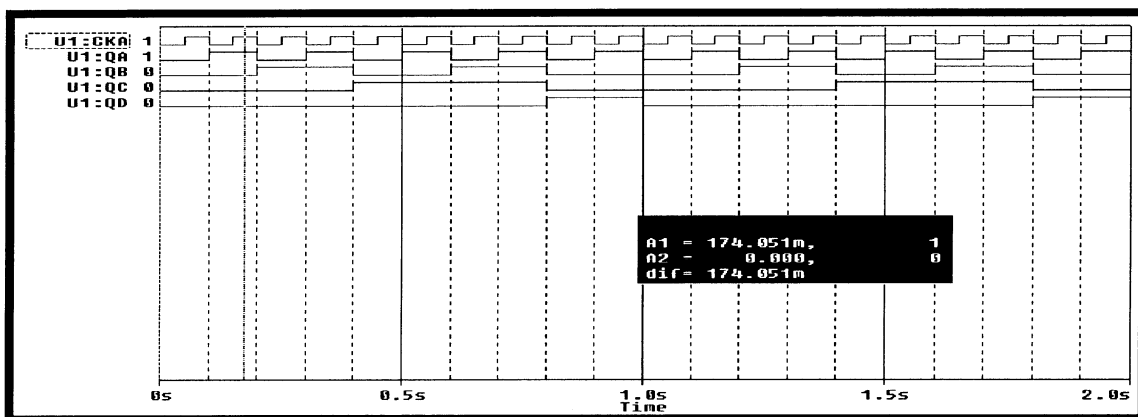 U1:CKA 1
U1:QA 1
U1:QB 0
U1:QC 0
U1:QD 0
A1 = 174.051m, 1
A2 = 0.000, 0
dif= 174.051m
0s 0.5s 1.0s 1.5s 2.0s
Time